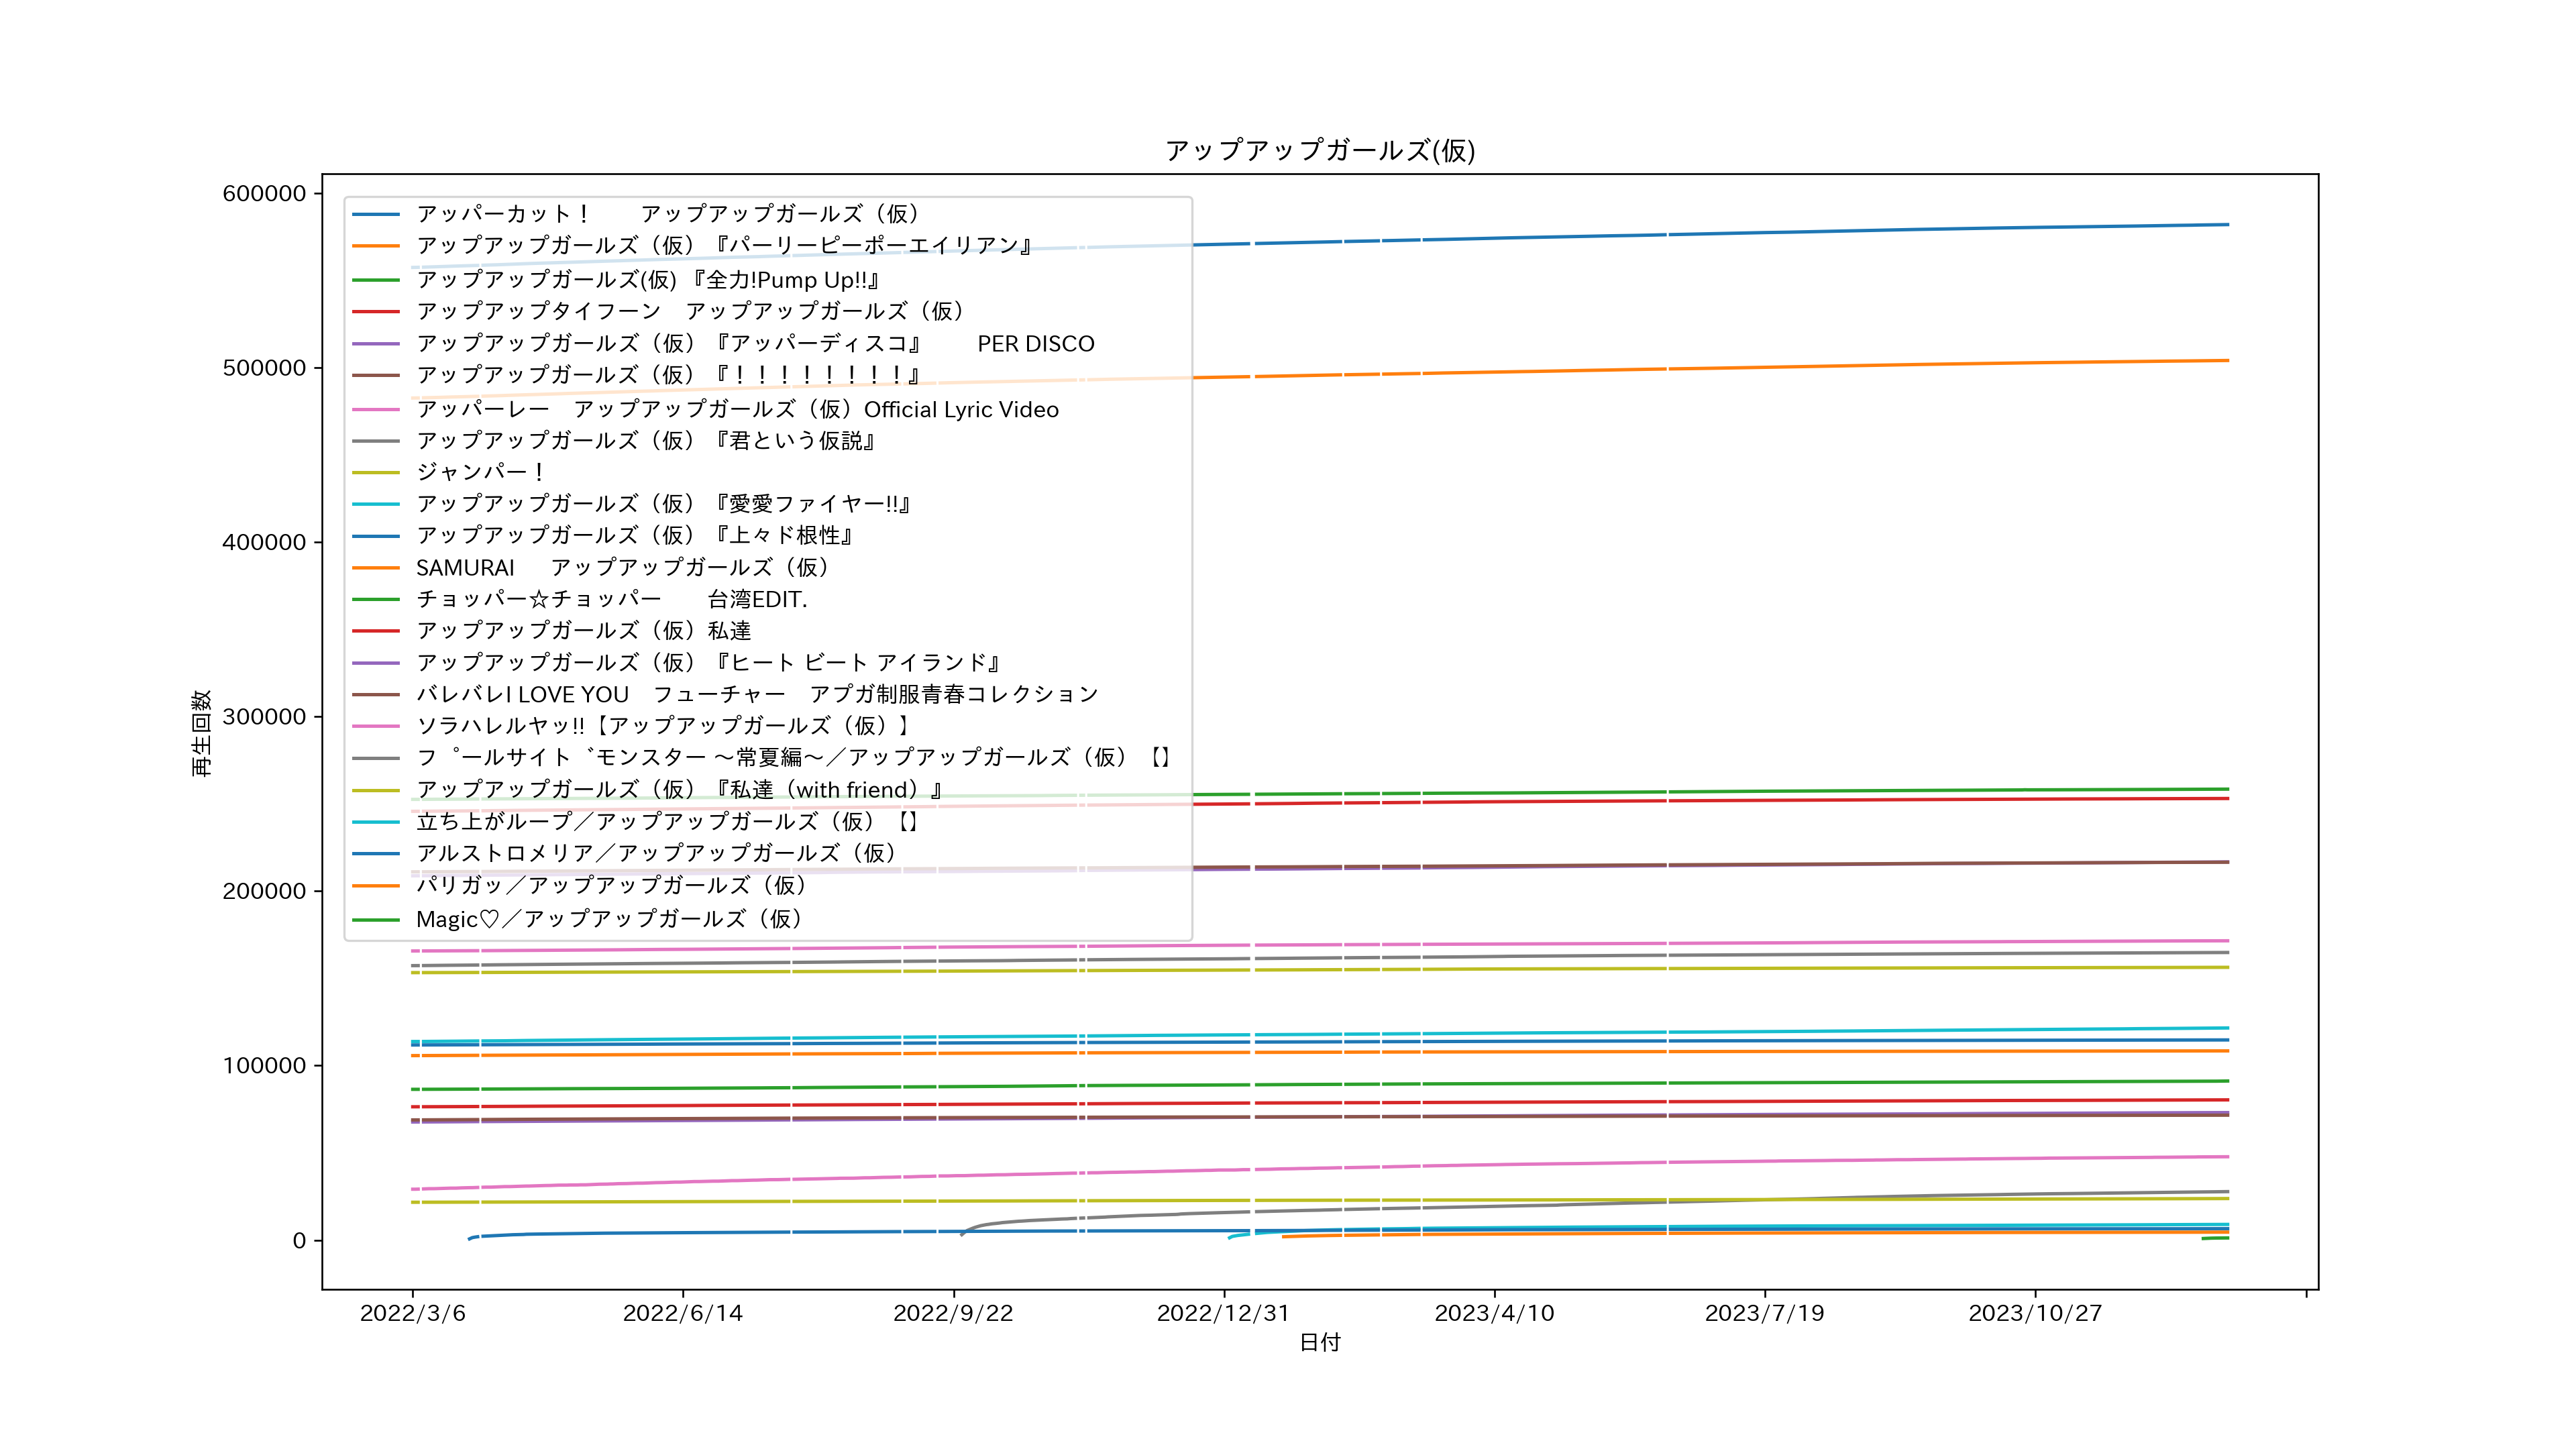 アップアップガールズ(仮)
600000
500000
400000
300000
200000
100000
0
再生回数
アッパーカット！　　アップアップガールズ（仮）
アップアップガールズ（仮）『パーリーピーポーエイリアン』
アップアップガールズ(仮) 『全力!Pump Up!!』
アップアップタイフーン　アップアップガールズ（仮）
アップアップガールズ（仮）『アッパーディスコ』　　 PER DISCO
アップアップガールズ（仮）『！！！！！！！！』
アッパーレー　アップアップガールズ（仮）Official Lyric Video
アップアップガールズ（仮）『君という仮説』
ジャンパー！
アップアップガールズ（仮）『愛愛ファイヤー!!』
アップアップガールズ（仮）『上々ド根性』
SAMURAI　 アップアップガールズ（仮）
チョッパー☆チョッパー　　台湾EDIT.
アップアップガールズ（仮）私達
アップアップガールズ（仮）『ヒート ビート アイランド』
バレバレI LOVE YOU　フューチャー　アプガ制服青春コレクション
ソラハレルヤッ!!【アップアップガールズ（仮）】
フ゜ールサイト゛モンスター 〜常夏編〜／アップアップガールズ（仮）【】
アップアップガールズ（仮）『私達（with friend）』
立ち上がループ／アップアップガールズ（仮）【】
アルストロメリア／アップアップガールズ（仮）
パリガッ／アップアップガールズ（仮）
Magic♡／アップアップガールズ（仮）
2022/3/6 2022/6/14 2022/9/22 2022/12/31 2023/4/10 2023/7/19 2023/10/27
日付